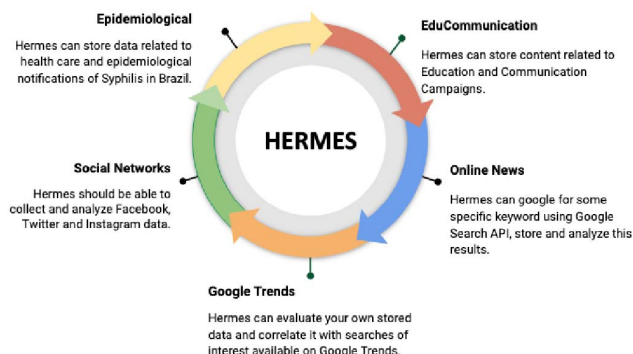 Epidemiological
Hermes can store data related to
health care and epidemiological
notifications of Syphilis in Brazil.
EduCommunication
Hermes can store content related to
Education and Communication
Campaigns.
HERMES
Social Networks
Hermes should be able to
collect and analyze Facebook,
Twitter and Instagram data.
Online News
Hermes can google for some
specific keyword using Google
Search API, store and analyze this
results.
Google Trends
Hermes can evaluate your own stored
data and correlate it with searches of
interest available on Google Trends.